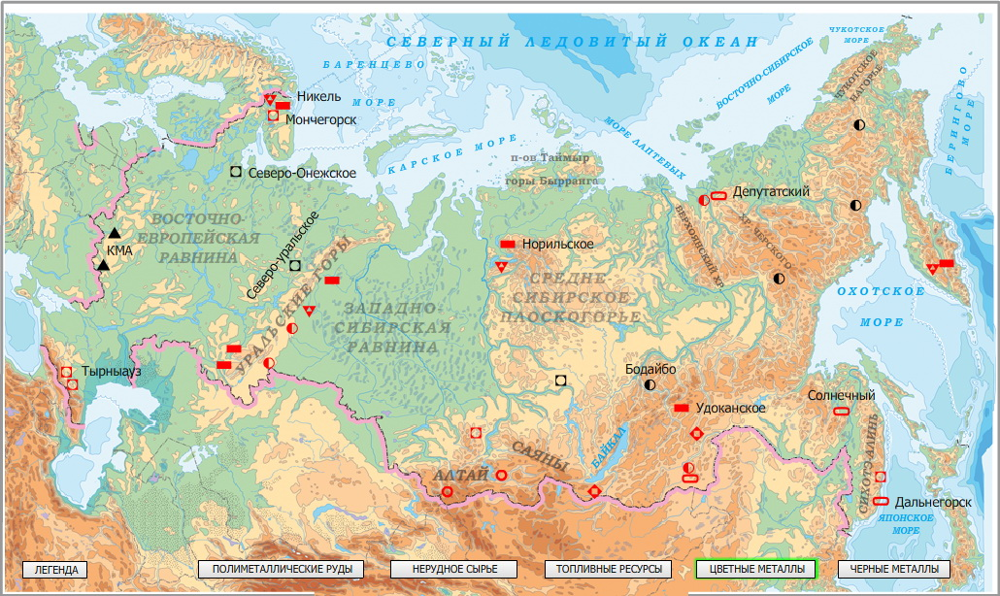 СЕВЕРНЫЙ ЛЕДОВИТЫЙ ОКЕАН
ЧУКОТСКОЕ
МОРЕ
БАРЕНЦЕВО
МОРЕ
ВОСТОЧНО-СИБИРСКОЕ
МОРЕ
ЧУКОТСКОЕ
НАГОРЬЕ
БЕРИНГОВО
МОРЕ
Никель
Мончегорск
КАРСКОЕ МОРЕ
МОРЕ ЛАПТЕВЫХ
п-ов Таймыр
горы Бырранга
Северо-Онежское
Депутатский
ВОСТОЧНО-
ЕВРОПЕЙСКАЯ
РАВНИНА
КМА
Северо-уральское
УРАЛЬСКИЕ ГОРЫ
Норильское
ВЕРХОЯНСКИЙ ХР.
ХР. ЧЕРСКОГО
СРЕДНЕ-
СИБИРСКОЕ
ПЛОСКОГОРЬЕ
ЗАПАДНО-
СИБИРСКАЯ
РАВНИНА
ОХОТСКОЕ
МОРЕ
Тырныауз
Бодайбо
Удоканское
Солнечный
САЯНЫ
АЛТАЙ
БАЙКАЛ
СИХОТЭ-АЛИНЬ
Дальнегорск
ЯПОНСКОЕ
МОРЕ
ЛЕГЕНДА
ПОЛИМЕТАЛЛИЧЕСКИЕ РУДЫ
НЕРУДНОЕ СЫРЬЕ
ТОПЛИВНЫЕ РЕСУРСЫ
ЦВЕТНЫЕ МЕТАЛЛЫ
ЧЕРНЫЕ МЕТАЛЛЫ